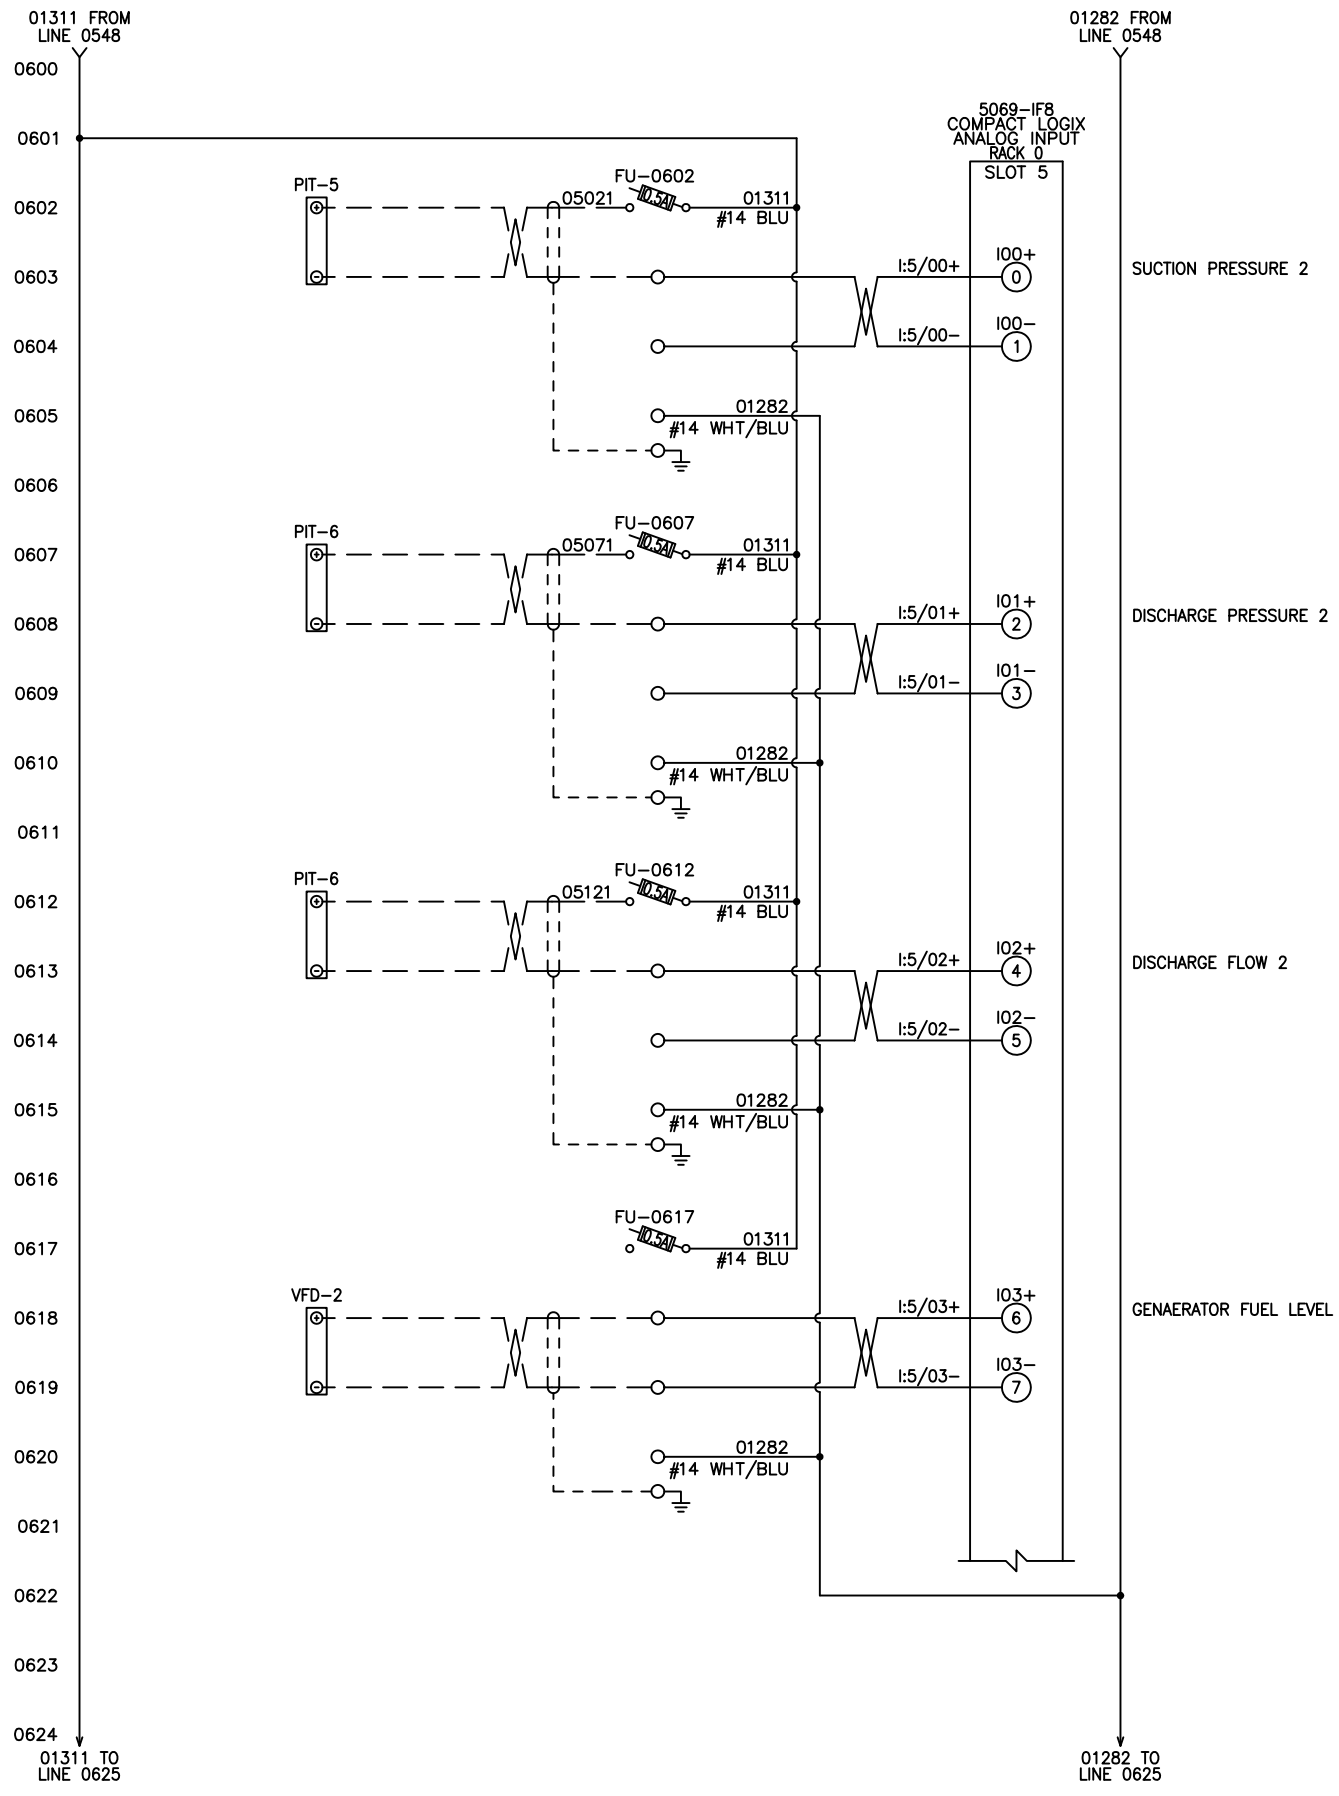 01311 FROM
LINE 0548
01282 FROM
LINE 0548
0600
5069-IF8
COMPACT LOGIX
ANALOG INPUT
RACK 0
SLOT 5
0601
PIT-5
FU-0602
0602
05021
0.5A
01311
#14 BLU
0603
I:5/00+
I00+
0
SUCTION PRESSURE 2
0604
I:5/00-
I00-
1
0605
01282
#14 WHT/BLU
0606
PIT-6
FU-0607
0607
05071
0.5A
01311
#14 BLU
0608
I:5/01+
I01+
2
DISCHARGE PRESSURE 2
0609
I:5/01-
I01-
3
0610
01282
#14 WHT/BLU
0611
PIT-6
FU-0612
0612
05121
0.5A
01311
#14 BLU
0613
I:5/02+
I02+
4
DISCHARGE FLOW 2
0614
I:5/02-
I02-
5
0615
01282
#14 WHT/BLU
0616
FU-0617
0617
0.5A
01311
#14 BLU
VFD-2
0618
I:5/03+
I03+
6
GENAERATOR FUEL LEVEL
0619
I:5/03-
I03-
7
0620
01282
#14 WHT/BLU
0621
0622
0623
0624
01311 TO
LINE 0625
01282 TO
LINE 0625